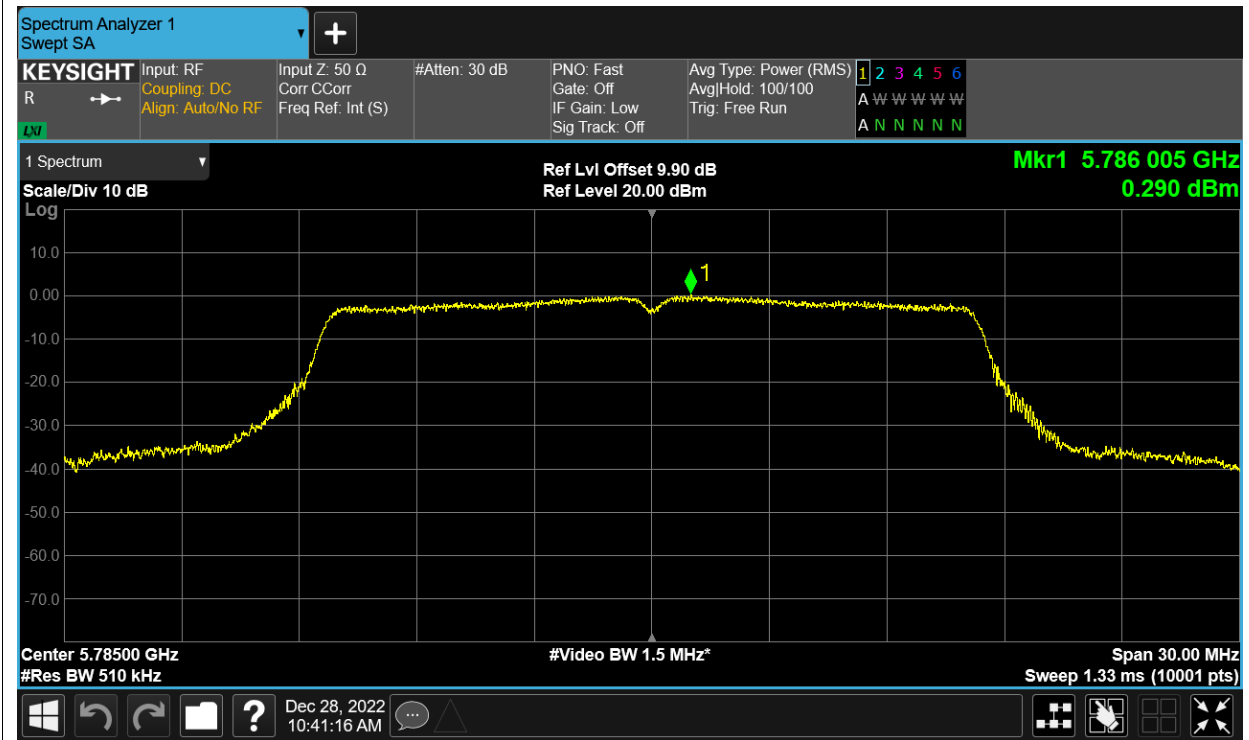 Spectrum Analyzer 1
Swept SA
+
KEYSIGHT
R
LXI
Input: RF
Coupling: DC
Align: Auto/No RF
Input Z: 50 Ω
Corr CCorr
Freq Ref: Int (S)
#Atten: 30 dB
PNO: Fast
Gate: Off
IF Gain: Low
Sig Track: Off
Avg Type: Power (RMS)
Avg|Hold: 100/100
Trig: Free Run
1 2 3 4 5 6
A W W W W W
A N N N N N
1 Spectrum
Scale/Div 10 dB
Ref Lvl Offset 9.90 dB
Ref Level 20.00 dBm
Mkr1 5.786 005 GHz
0.290 dBm
Log
10.0
0.00
-10.0
-20.0
-30.0
-40.0
-50.0
-60.0
-70.0
1
Center 5.78500 GHz
#Res BW 510 kHz
#Video BW 1.5 MHz*
Span 30.00 MHz
Sweep 1.33 ms (10001 pts)
?
Dec 28, 2022
10:41:16 AM